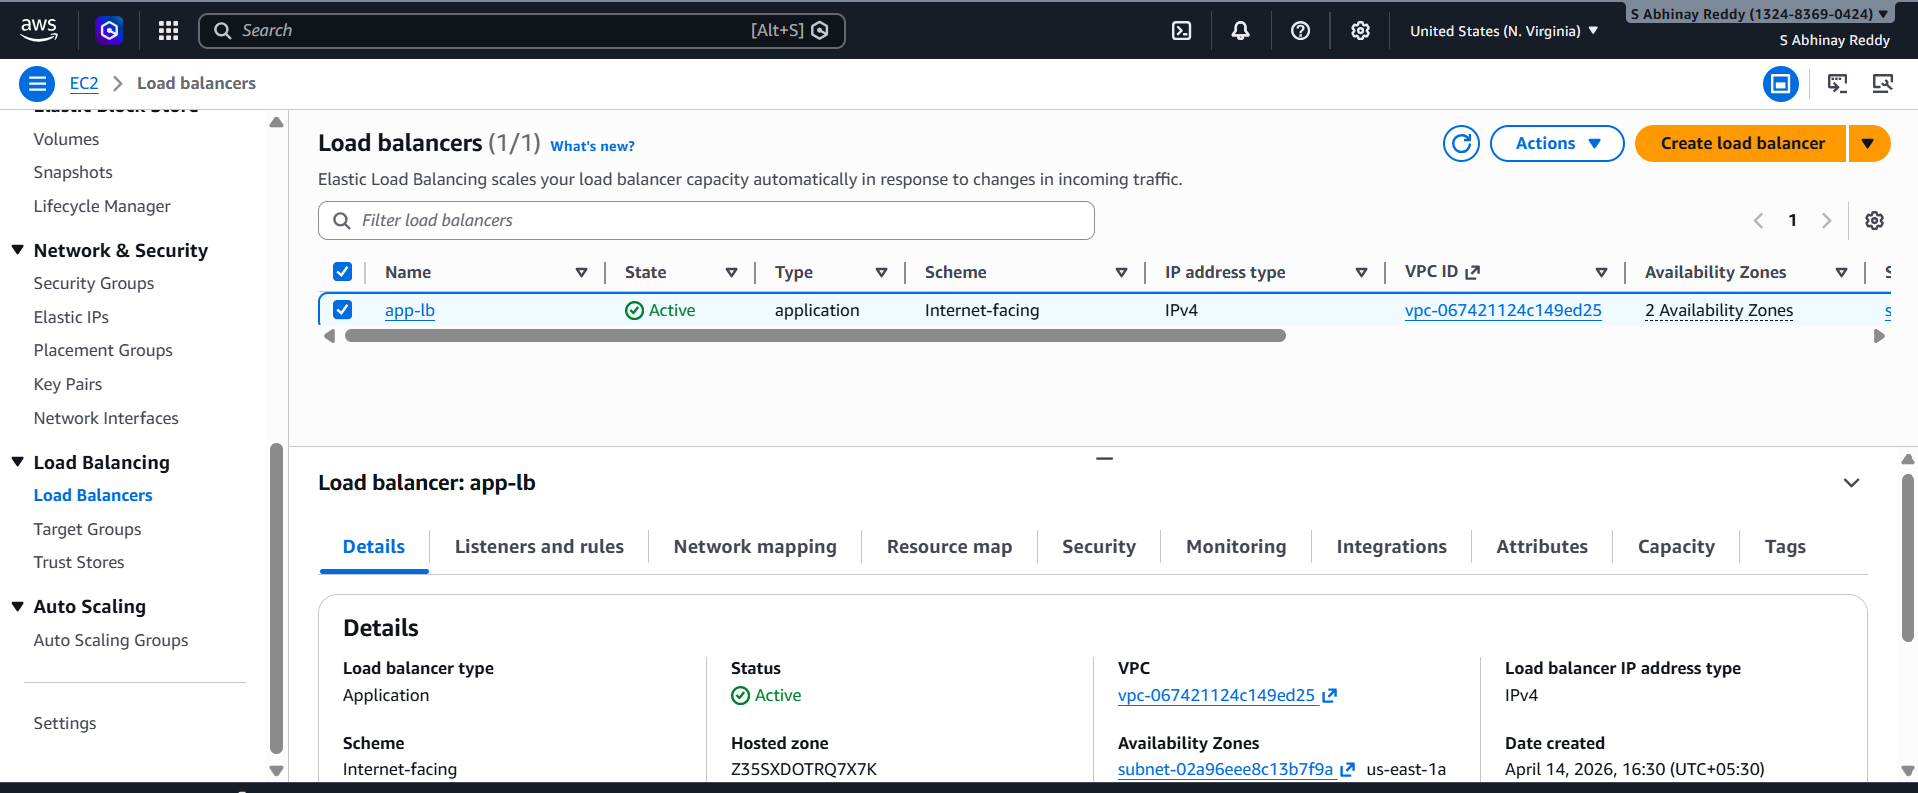 aws
Search
[Alt+S]
United States (N. Virginia)
S Abhinay Reddy (1324-8369-0424)
S Abhinay Reddy
EC2
Load balancers
Elastic Block Store
Volumes
Snapshots
Lifecycle Manager
Network & Security
Security Groups
Elastic IPs
Placement Groups
Key Pairs
Network Interfaces
Load Balancing
Load Balancers
Target Groups
Trust Stores
Auto Scaling
Auto Scaling Groups
Settings
Load balancers (1/1) What's new?
Actions
Create load balancer
Elastic Load Balancing scales your load balancer capacity automatically in response to changes in incoming traffic.
Filter load balancers
1
Name State Type Scheme IP address type VPC ID Availability Zones S
app-lb Active application Internet-facing IPv4 vpc-067421124c149ed25 2 Availability Zones s
Load balancer: app-lb
Details Listeners and rules Network mapping Resource map Security Monitoring Integrations Attributes Capacity Tags
Details
Load balancer type
Application
Status
Active
VPC
vpc-067421124c149ed25
Load balancer IP address type
IPv4
Scheme
Internet-facing
Hosted zone
Z35SXDOTRQ7X7K
Availability Zones
subnet-02a96eee8c13b7f9a us-east-1a
Date created
April 14, 2026, 16:30 (UTC+05:30)